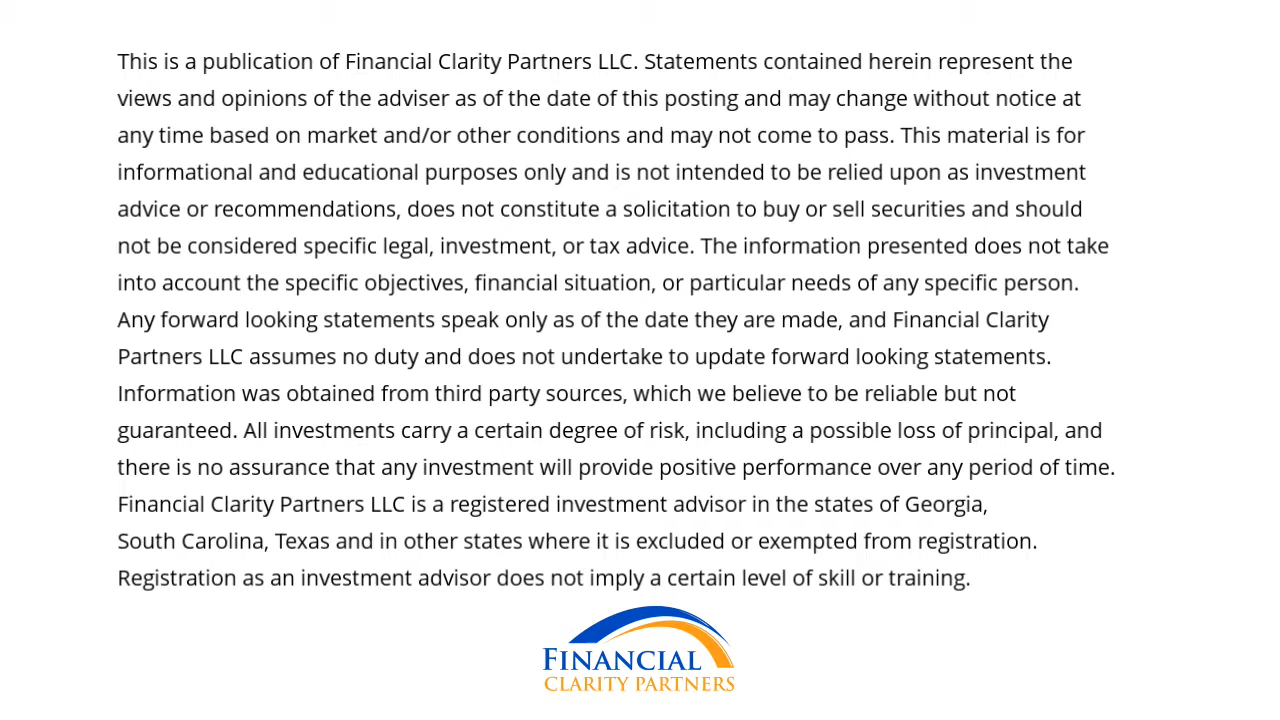 This is a publication of Financial Clarity Partners LLC. Statements contained herein represent the
views and opinions of the adviser as of the date of this posting and may change without notice at
any time based on market and/or other conditions and may not come to pass. This material is for
informational and educational purposes only and is not intended to be relied upon as investment
advice or recommendations, does not constitute a solicitation to buy or sell securities and should
not be considered specific legal, investment, or tax advice. The information presented does not take
into account the specific objectives, financial situation, or particular needs of any specific person.
Any forward looking statements speak only as of the date they are made, and Financial Clarity
Partners LLC assumes no duty and does not undertake to update forward looking statements.
Information was obtained from third party sources, which we believe to be reliable but not
guaranteed. All investments carry a certain degree of risk, including a possible loss of principal, and
there is no assurance that any investment will provide positive performance over any period of time.
Financial Clarity Partners LLC is a registered investment advisor in the states of Georgia,
South Carolina, Texas and in other states where it is excluded or exempted from registration.
Registration as an investment advisor does not imply a certain level of skill or training.
FINANCIAL
CLARITY PARTNERS